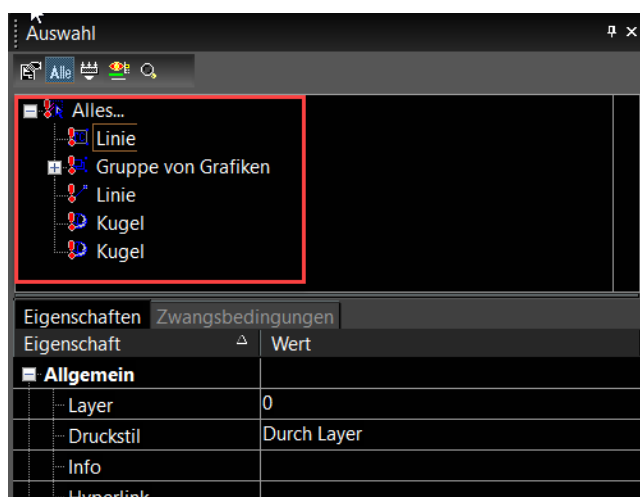 Auswahl
Alle
Alles...
Linie
Gruppe von Grafiken
Linie
Kugel
Kugel
Eigenschaften Zwangsbedingungen
Eigenschaft Wert
Allgemein
Layer 0
Druckstil Durch Layer
Info
Hyperlink